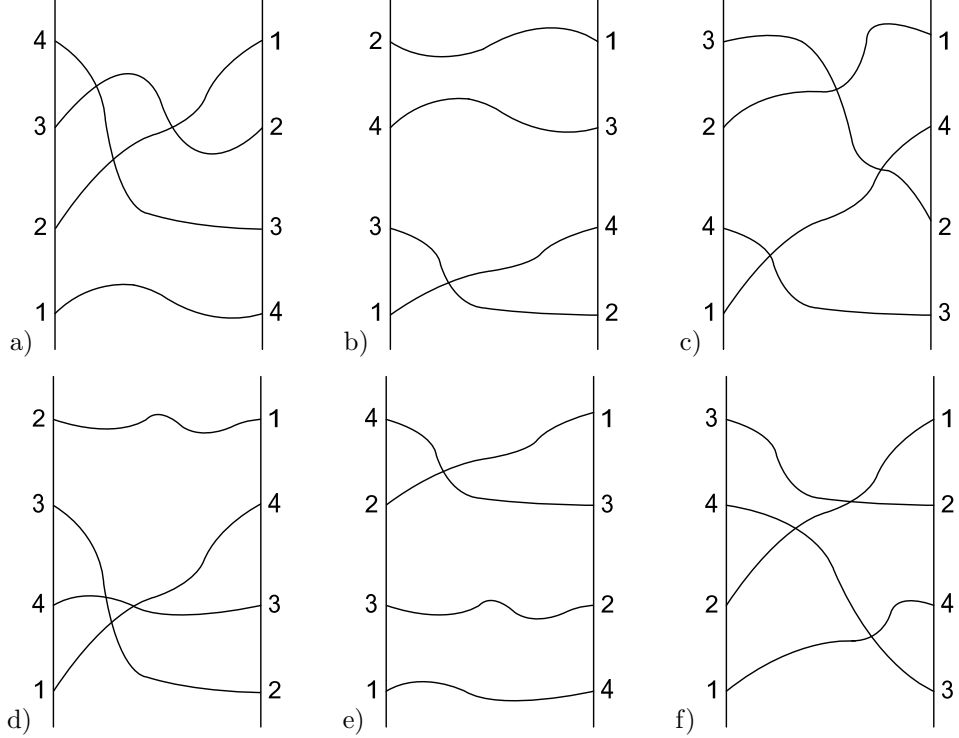 4 1 2 1 3 1
3 2 4 3 2 4
2 3 3 4 4 2
1 4 1 2 1 3
a) b) c)
2 1 4 1 3 1
3 4 2 3 4 2
4 3 3 2 2 4
1 2 1 4 1 3
d) e) f)